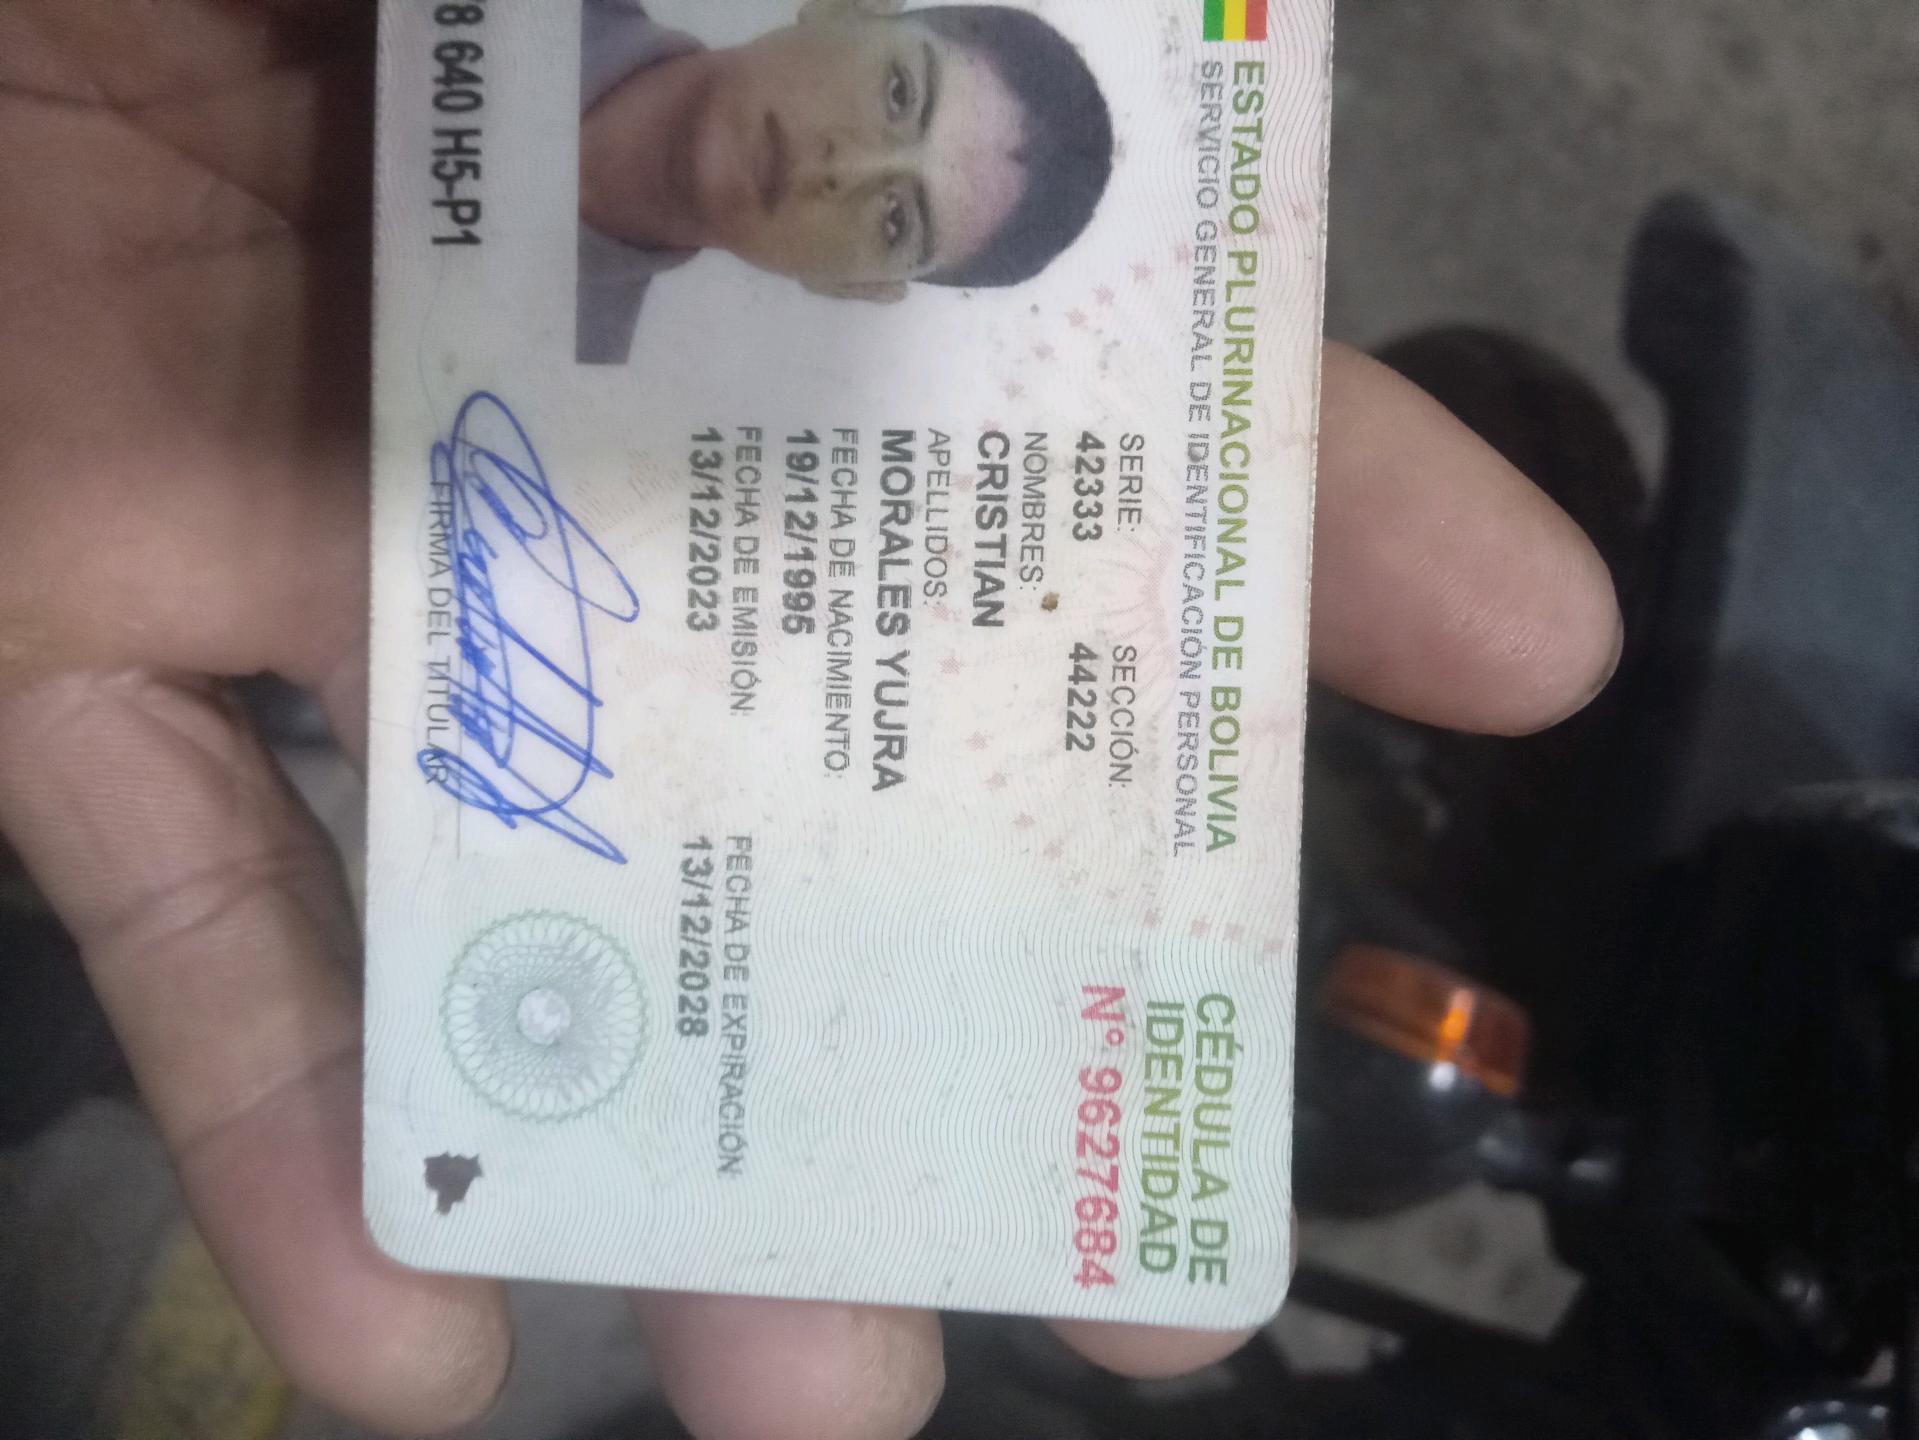 ESTADO PLURINACIONAL DE BOLIVIA
SERVICIO GENERAL DE IDENTIFICACIÓN PERSONAL
CÉDULA DE
IDENTIDAD
Nº 9627684
SERIE: SECCIÓN:
42333 44222
NOMBRES:
CRISTIAN
APELLIDOS:
MORALES YUJRA
FECHA DE NACIMIENTO:
19/12/1995
FECHA DE EMISIÓN: FECHA DE EXPIRACIÓN:
13/12/2023 13/12/2028
FIRMA DEL TITULAR
8 640 H5-P1